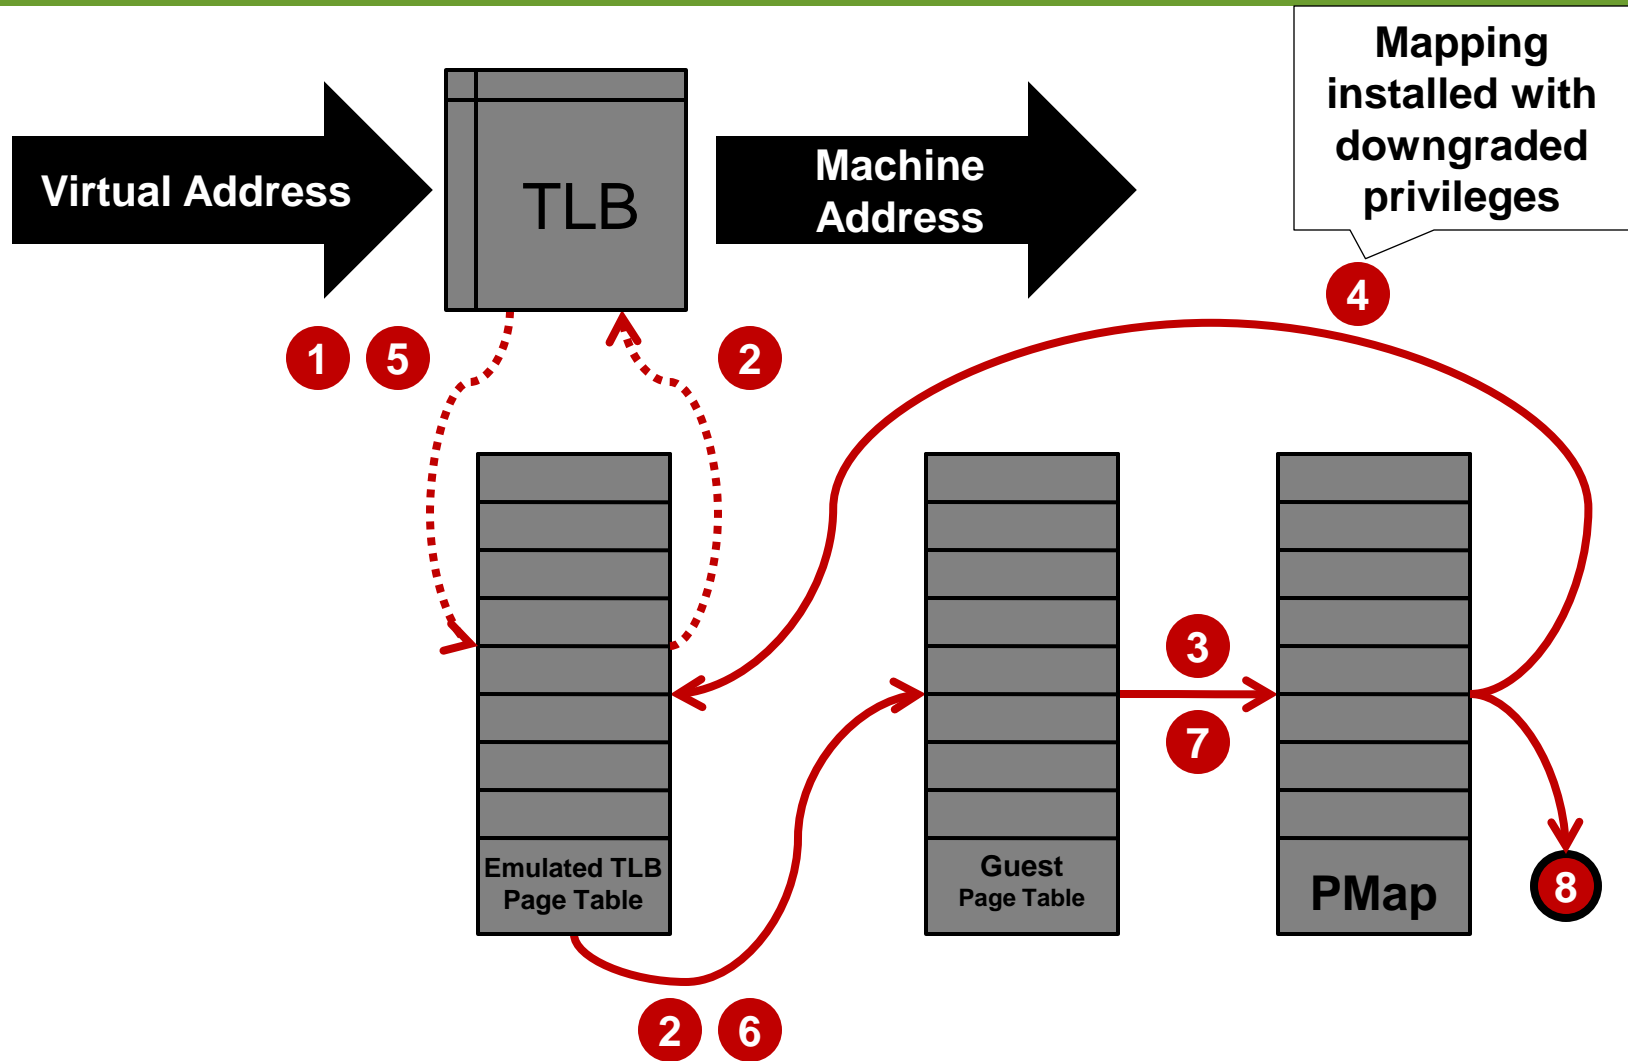 Mapping
installed with
downgraded
privileges
Virtual Address
TLB
Machine
Address
4
1 5 2
3
7
Emulated TLB
Page Table
Guest
Page Table
PMap
8
2 6